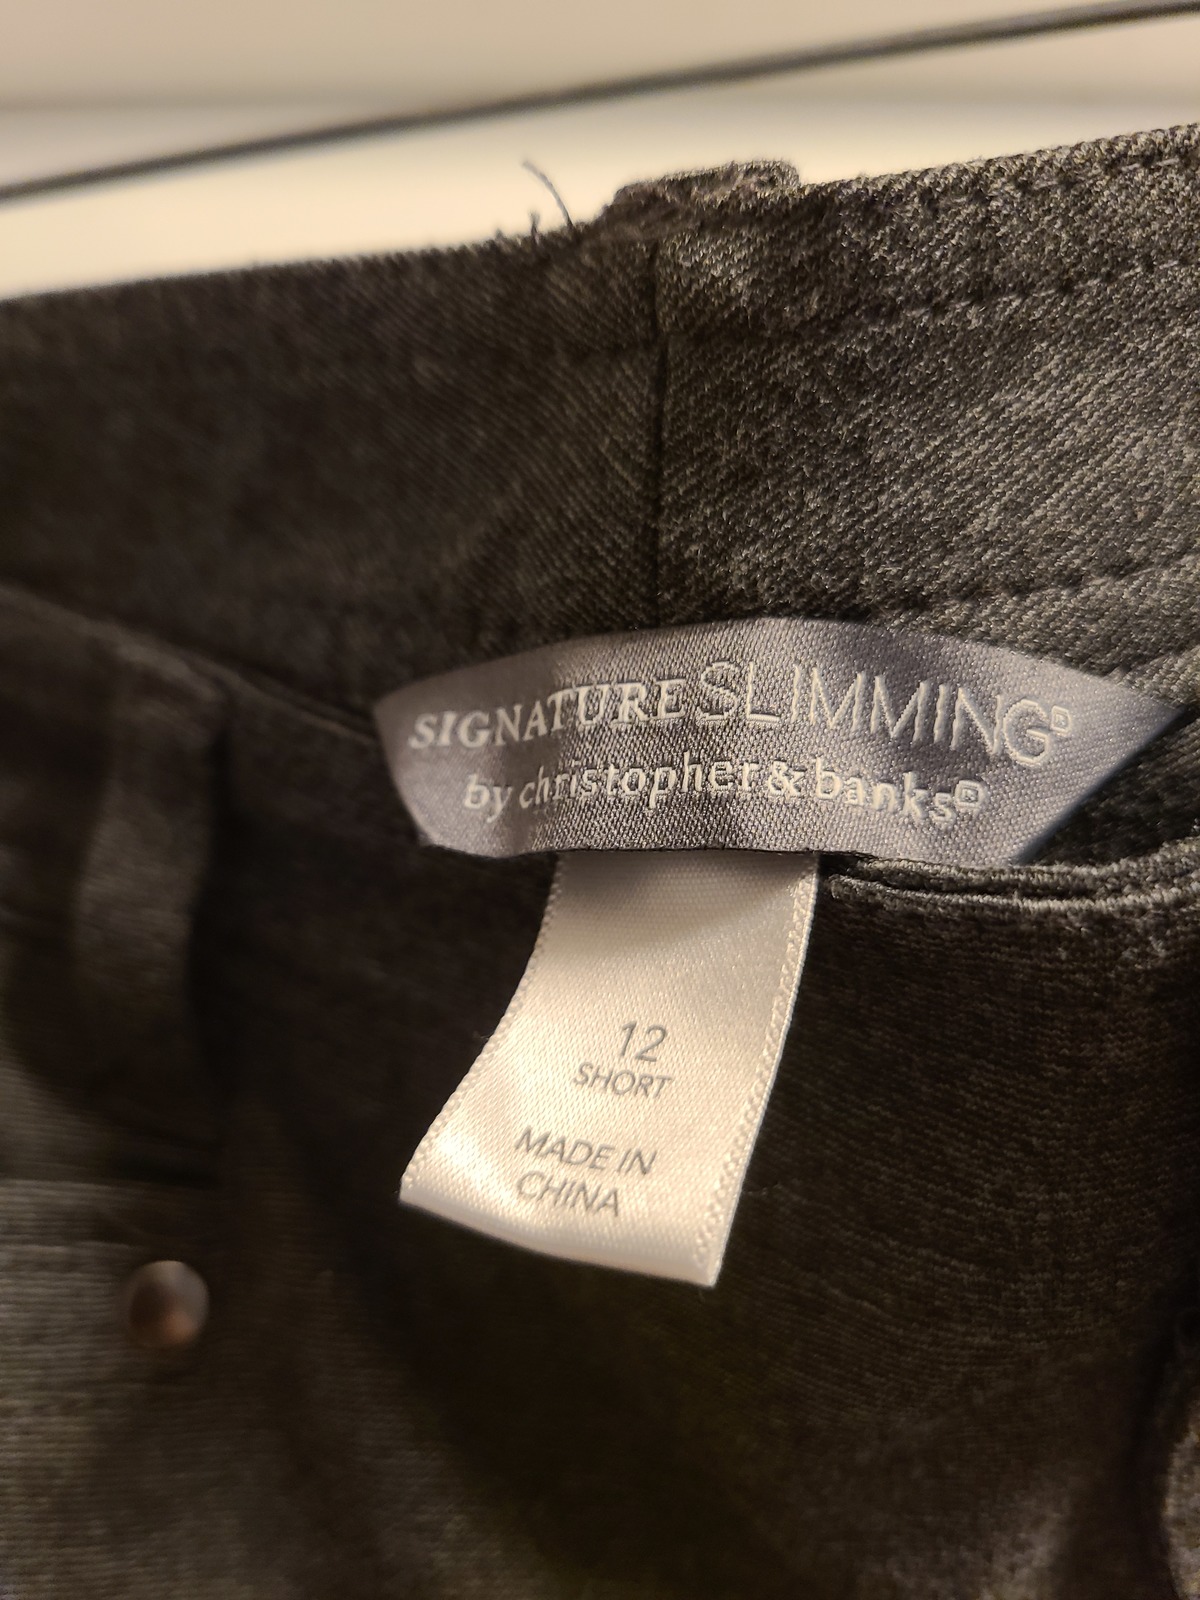 SIGNATURE SLIMMING®
by christopher & banks®
12
SHORT
MADE IN
CHINA